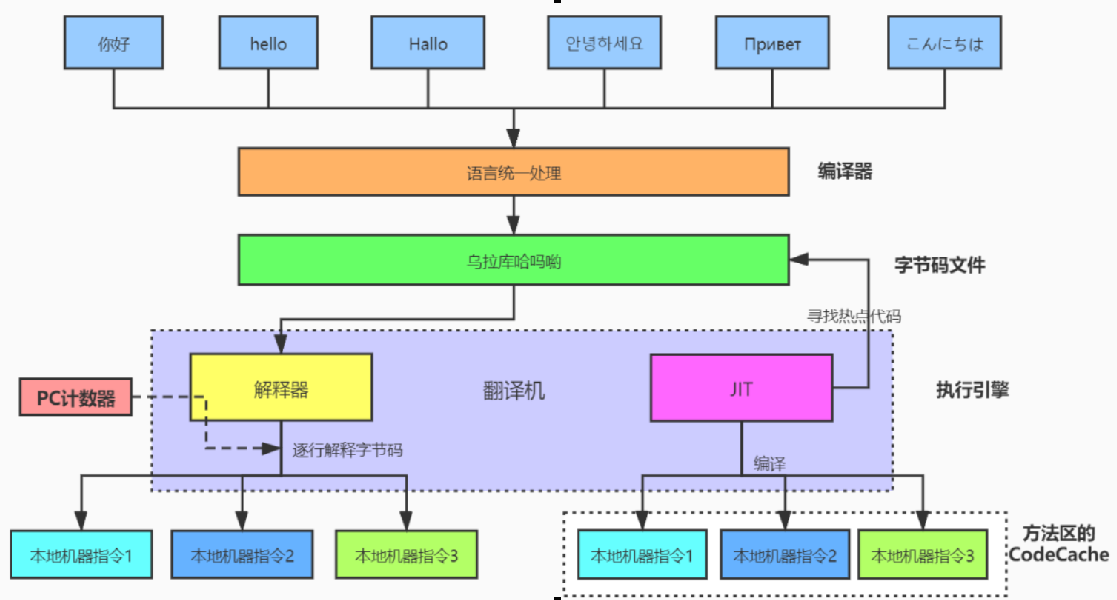 你好
hello
Hallo
안녕하세요
Привет
こんにちは
语言统一处理
编译器
乌拉库哈吗哟
字节码文件
寻找热点代码
解释器
翻译机
JIT
执行引擎
PC计数器
逐行解释字节码
编译
本地机器指令1
本地机器指令2
本地机器指令3
本地机器指令1
本地机器指令2
本地机器指令3
方法区的
CodeCache